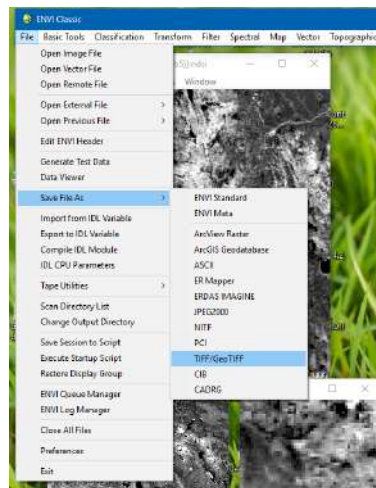 ENVI Classic
File Basic Tools Classification Transform Filter Spectral Map Vector Topographic
Open Image File
Open Vector File
Open Remote File
Window
Open External File
Open Previous File
Edit ENVI Header
Generate Test Data
Data Viewer
Save File As
ENVI Standard
ENVI Meta
Import from IDL Variable
Export to IDL Variable
Compile IDL Module
IDL CPU Parameters
ArcView Raster
ArcGIS Geodatabase
ASCII
ER Mapper
ERDAS IMAGINE
JPEG2000
NITF
PCI
TIFF/GeoTIFF
CIB
CADRG
Tape Utilities
Scan Directory List
Change Output Directory
Save Session to Script
Execute Startup Script
Restore Display Group
ENVI Queue Manager
ENVI Log Manager
Close All Files
Preferences
Exit